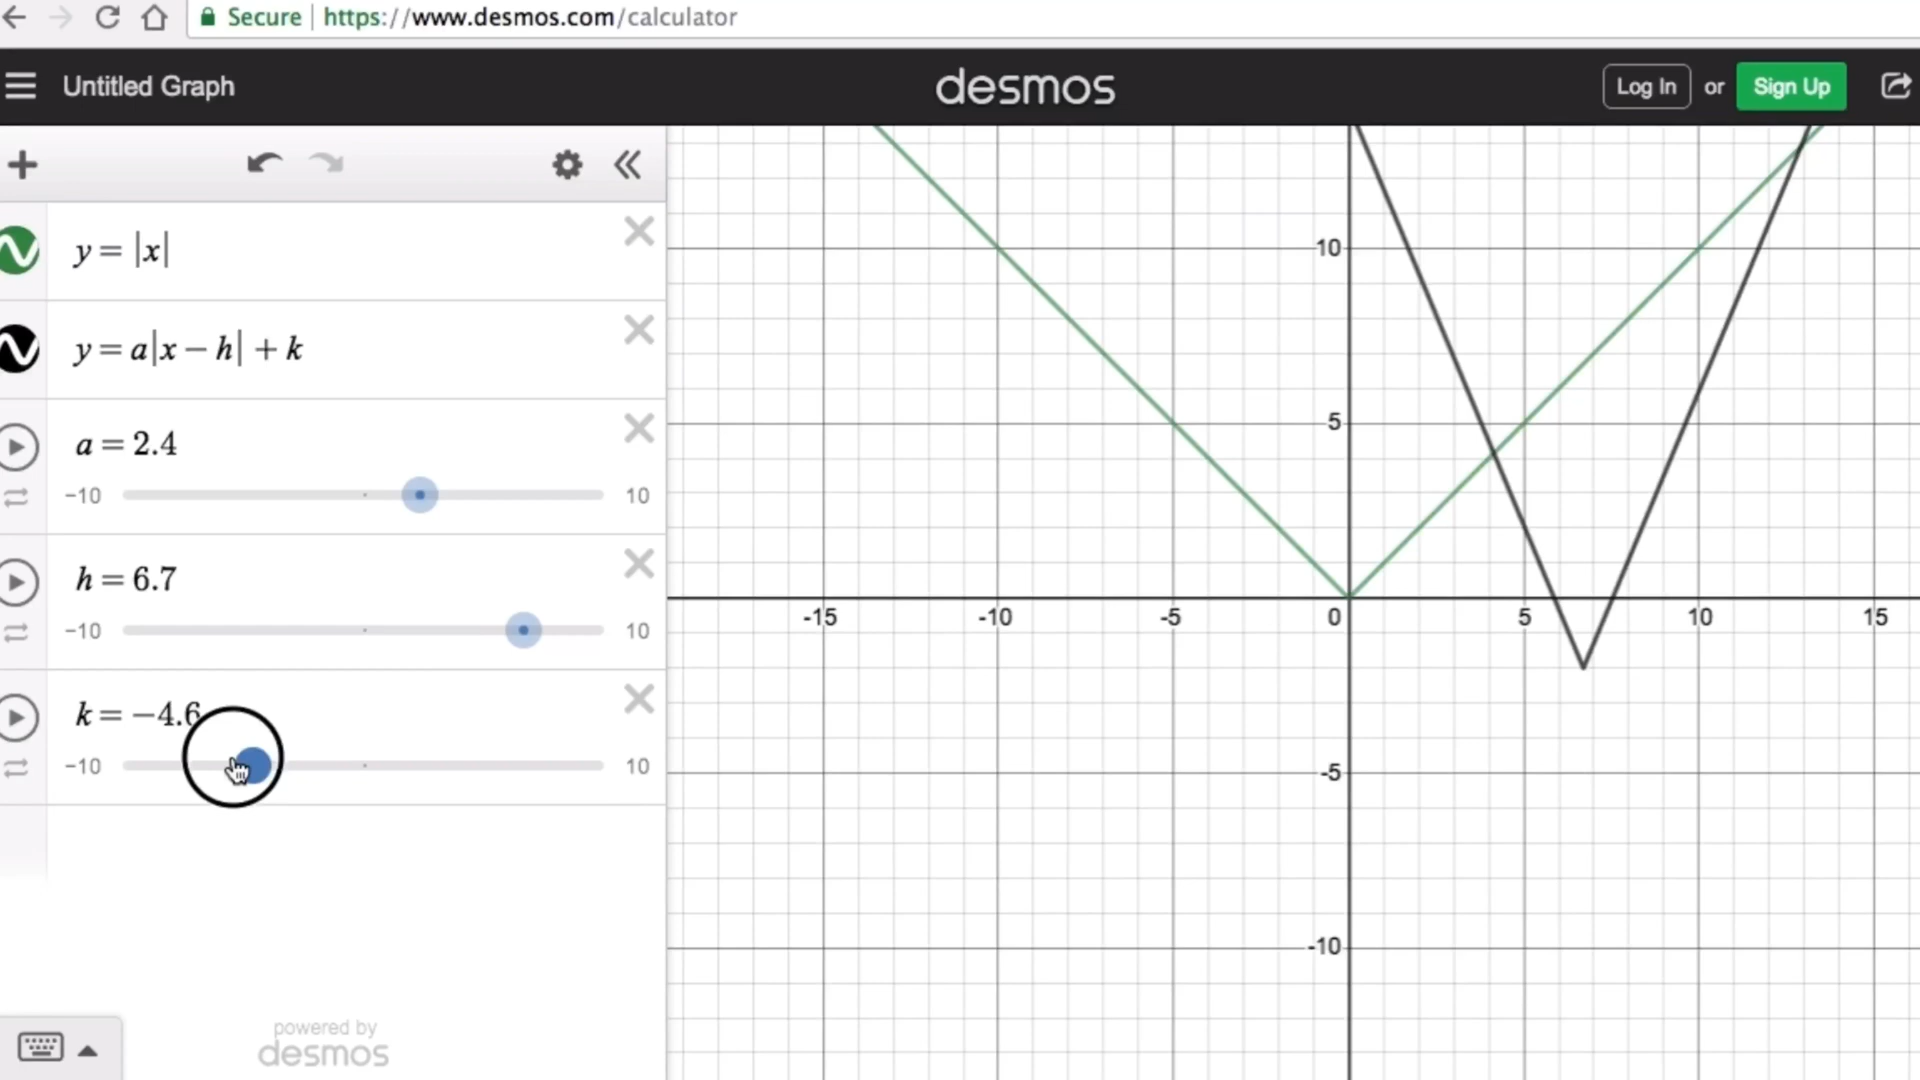 Secure | https://www.desmos.com/calculator
Untitled Graph
desmos
Log In or Sign Up
y = |x|
y = a|x − h| + k
a = 2.4
−10 10
h = 6.7
−10 10
k = −4.6
−10 10
powered by
desmos
10
5
-15 -10 -5 0 5 10 15
-5
-10